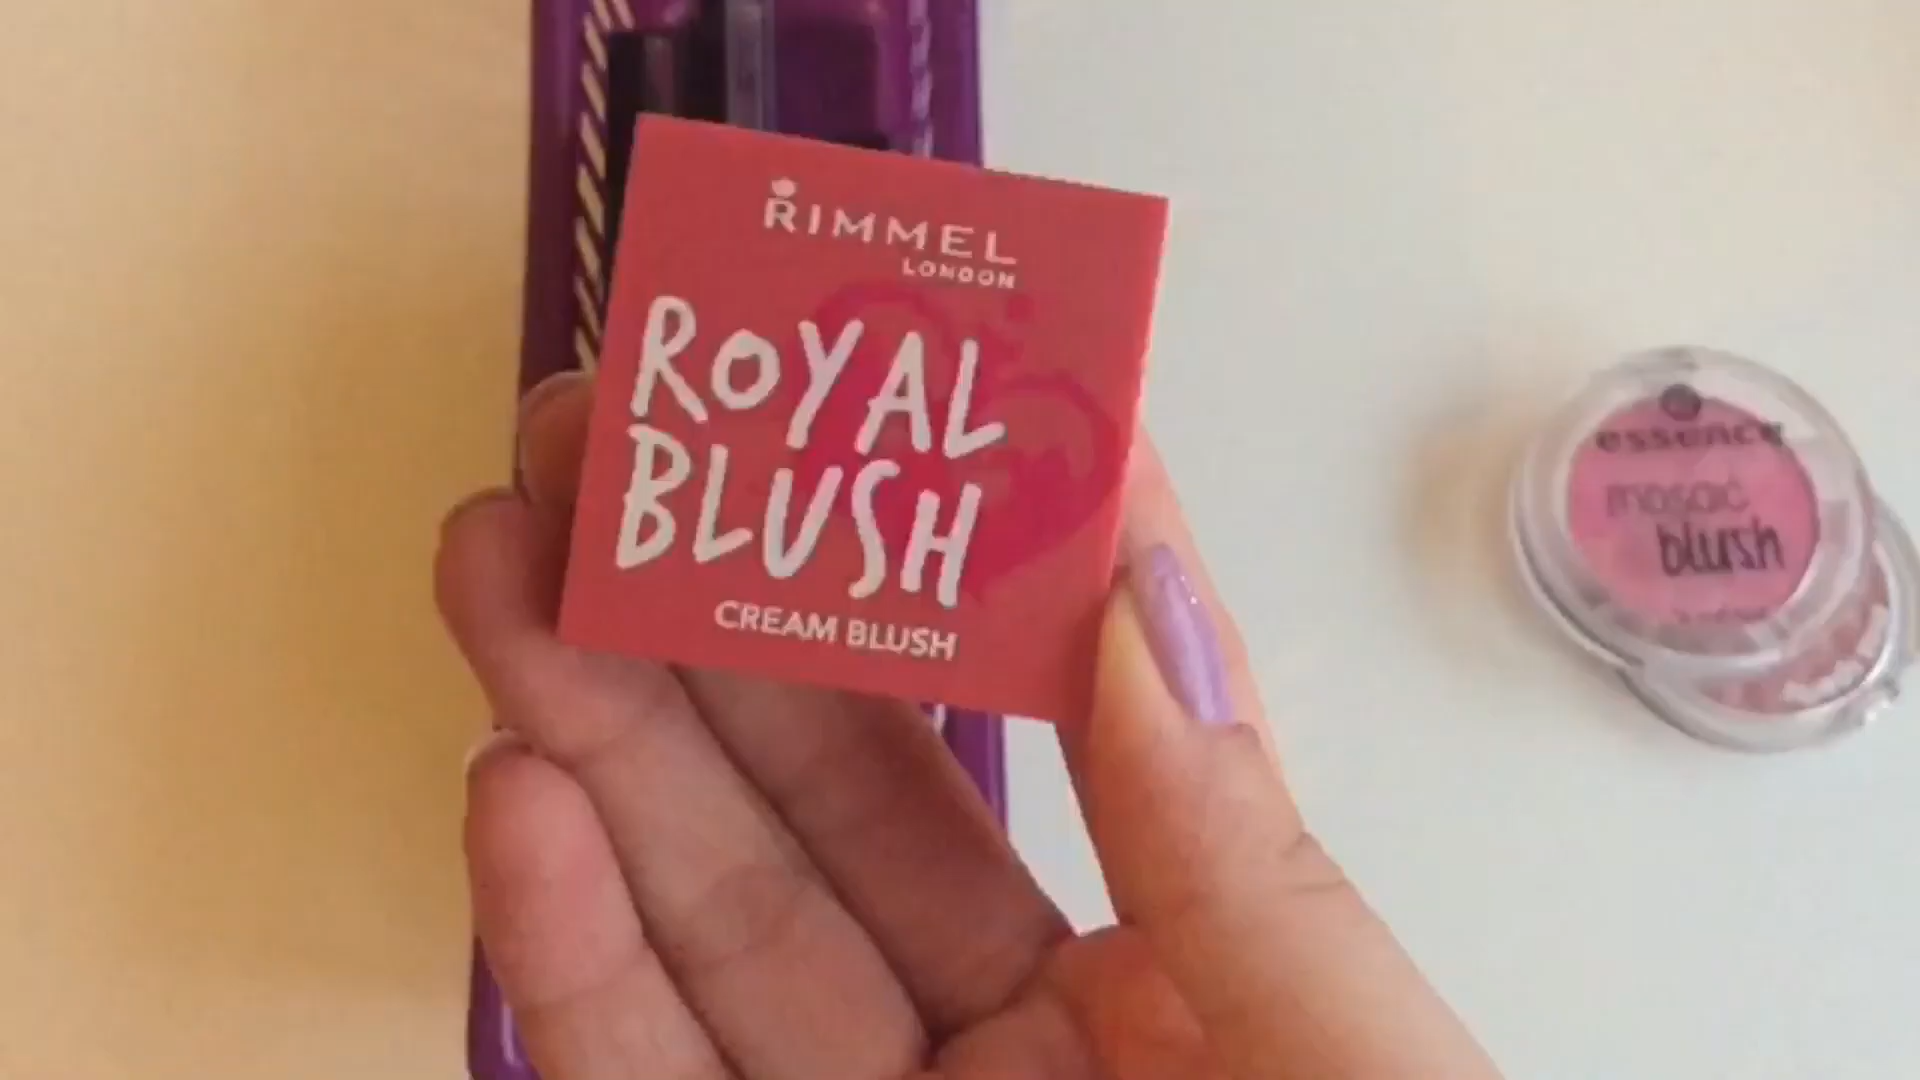 RIMMEL
LONDON
ROYAL
BLUSH
CREAM BLUSH
essence
mosaic
blush